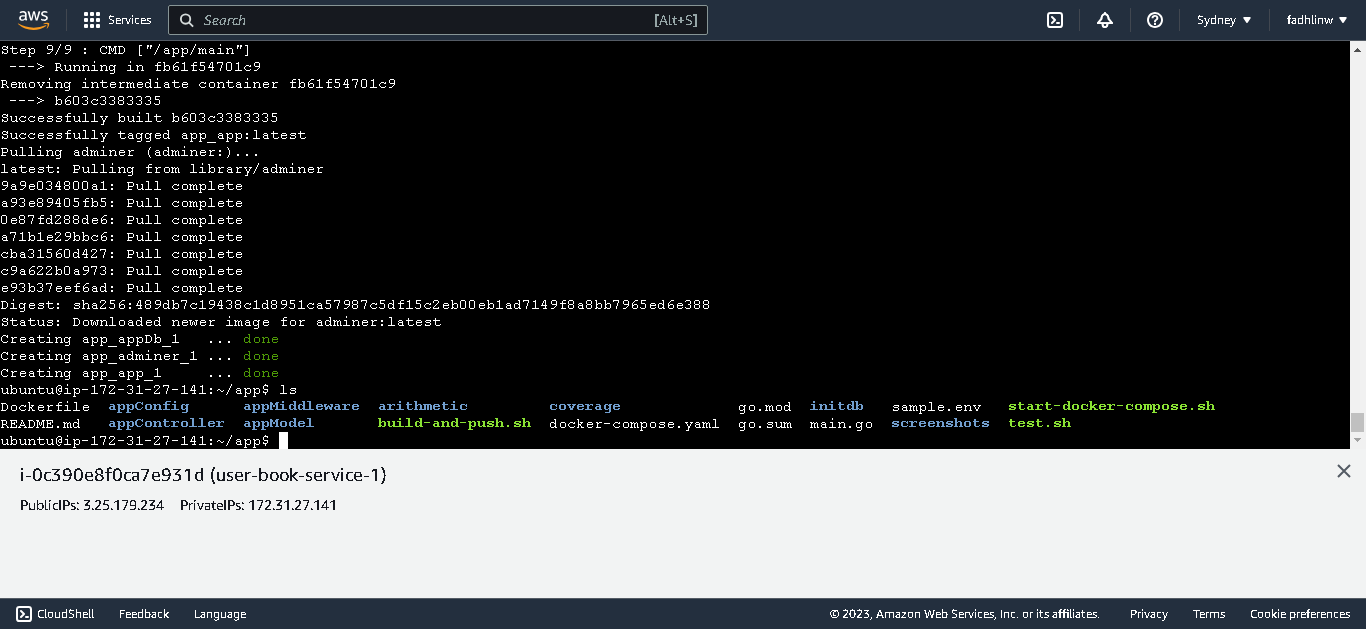 aws Services Search [Alt+S] Sydney fadhlinw
Step 9/9 : CMD ["/app/main"]
---> Running in fb61f54701c9
Removing intermediate container fb61f54701c9
---> b603c3383335
Successfully built b603c3383335
Successfully tagged app_app:latest
Pulling adminer (adminer:)...
latest: Pulling from library/adminer
9a9e034800a1: Pull complete
a93e89405fb5: Pull complete
0e87fd288de6: Pull complete
a71b1e29bbc6: Pull complete
cba31560d427: Pull complete
c9a622b0a973: Pull complete
e93b37eef6ad: Pull complete
Digest: sha256:489db7c19438c1d8951ca57987c5df15c2eb00eb1ad7149f8a8bb7965ed6e388
Status: Downloaded newer image for adminer:latest
Creating app_appDb_1 ... done
Creating app_adminer_1 ... done
Creating app_app_1 ... done
ubuntu@ip-172-31-27-141:~/app$ ls
Dockerfile appConfig appMiddleware arithmetic coverage go.mod initdb sample.env start-docker-compose.sh
README.md appController appModel build-and-push.sh docker-compose.yaml go.sum main.go screenshots test.sh
ubuntu@ip-172-31-27-141:~/app$
i-0c390e8f0ca7e931d (user-book-service-1)
PublicIPs: 3.25.179.234 PrivateIPs: 172.31.27.141
CloudShell Feedback Language © 2023, Amazon Web Services, Inc. or its affiliates. Privacy Terms Cookie preferences